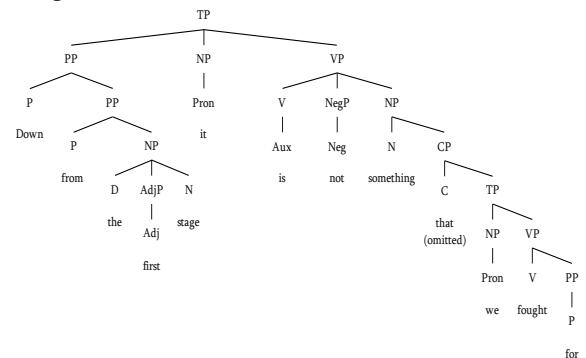 TP
PP NP VP
P PP Pron V NegP NP
Down P NP it Aux Neg N CP
from D AdjP N is not something C TP
the Adj stage that (omitted) NP VP
first Pron V PP
we fought P
for